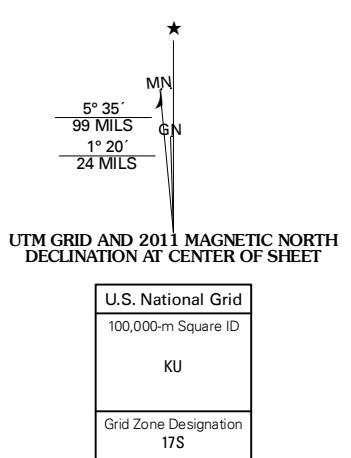 ★
MN
5° 35´
99 MILS
GN
1° 20´
24 MILS
UTM GRID AND 2011 MAGNETIC NORTH
DECLINATION AT CENTER OF SHEET
U.S. National Grid
100,000-m Square ID
KU
Grid Zone Designation
17S